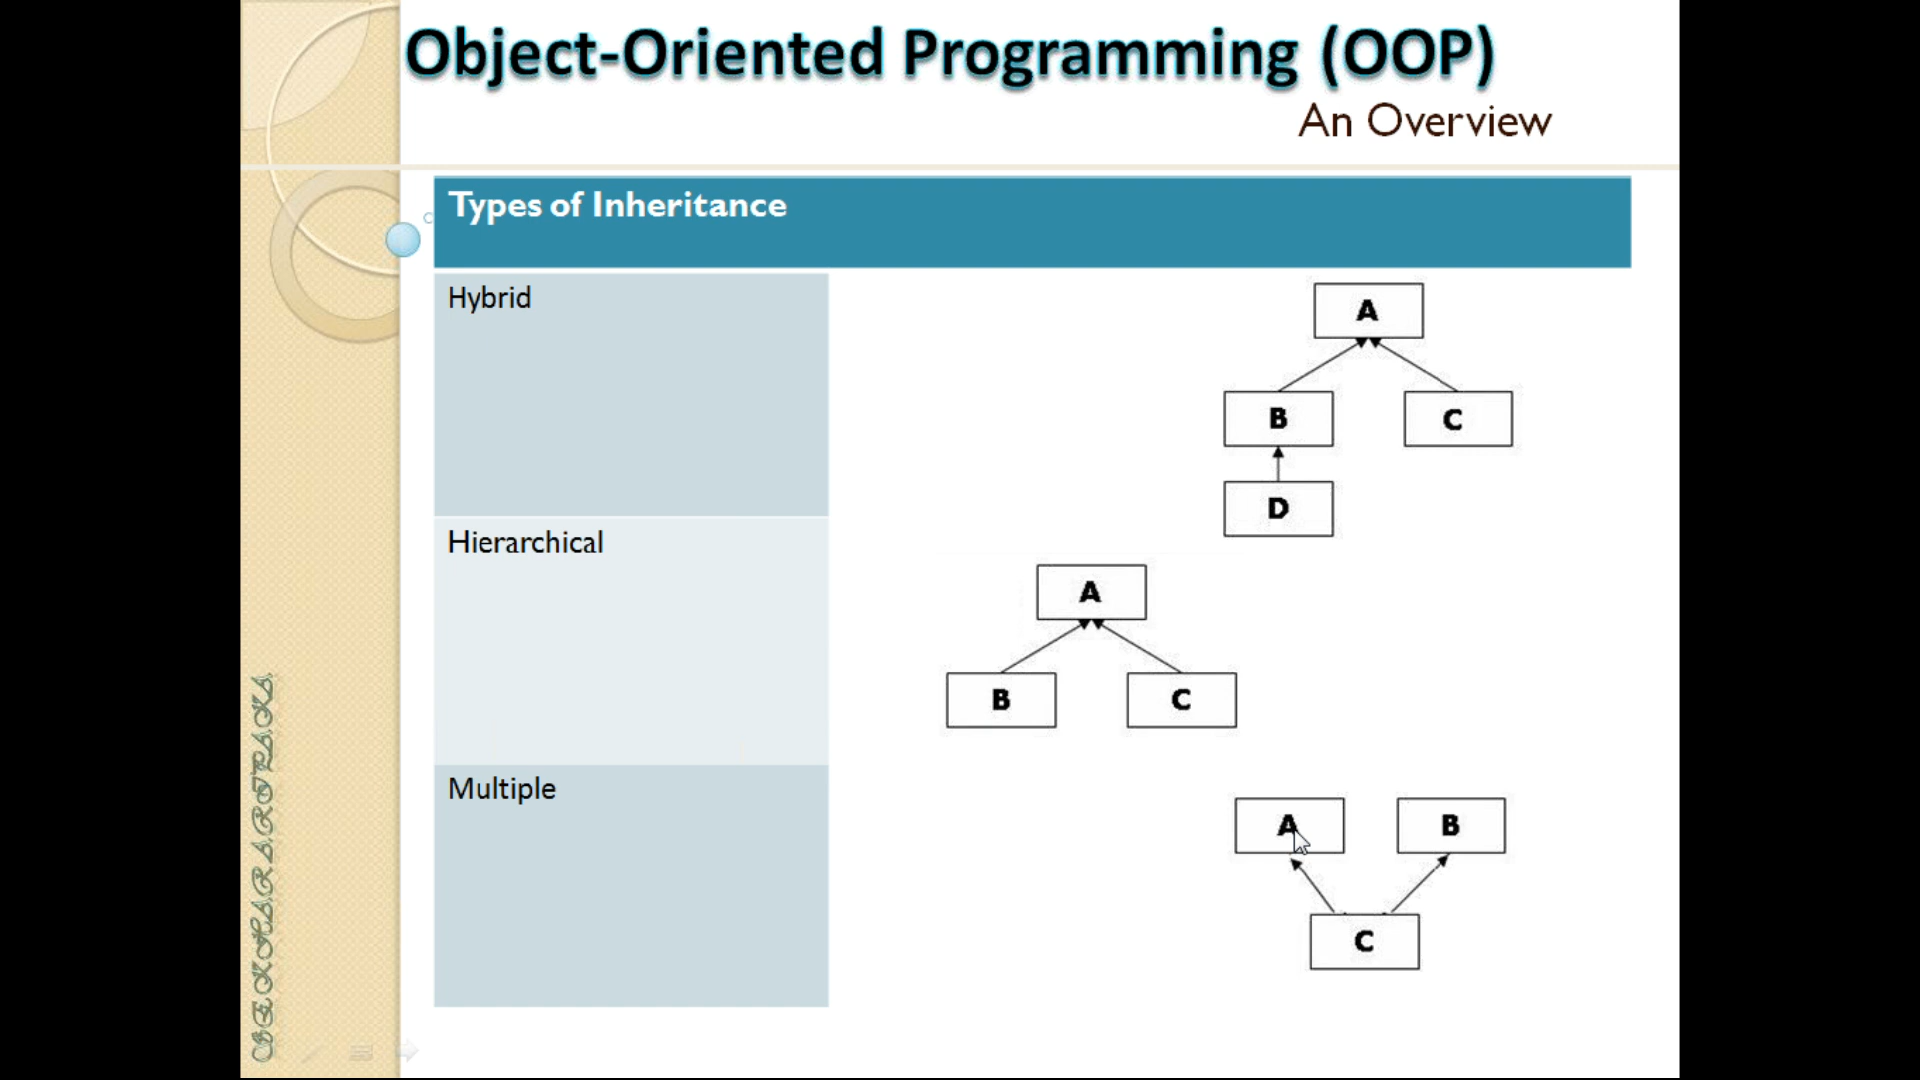 Object-Oriented Programming (OOP)
An Overview
Types of Inheritance
Hybrid
A
B
C
D
Hierarchical
A
B
C
Multiple
A
B
C